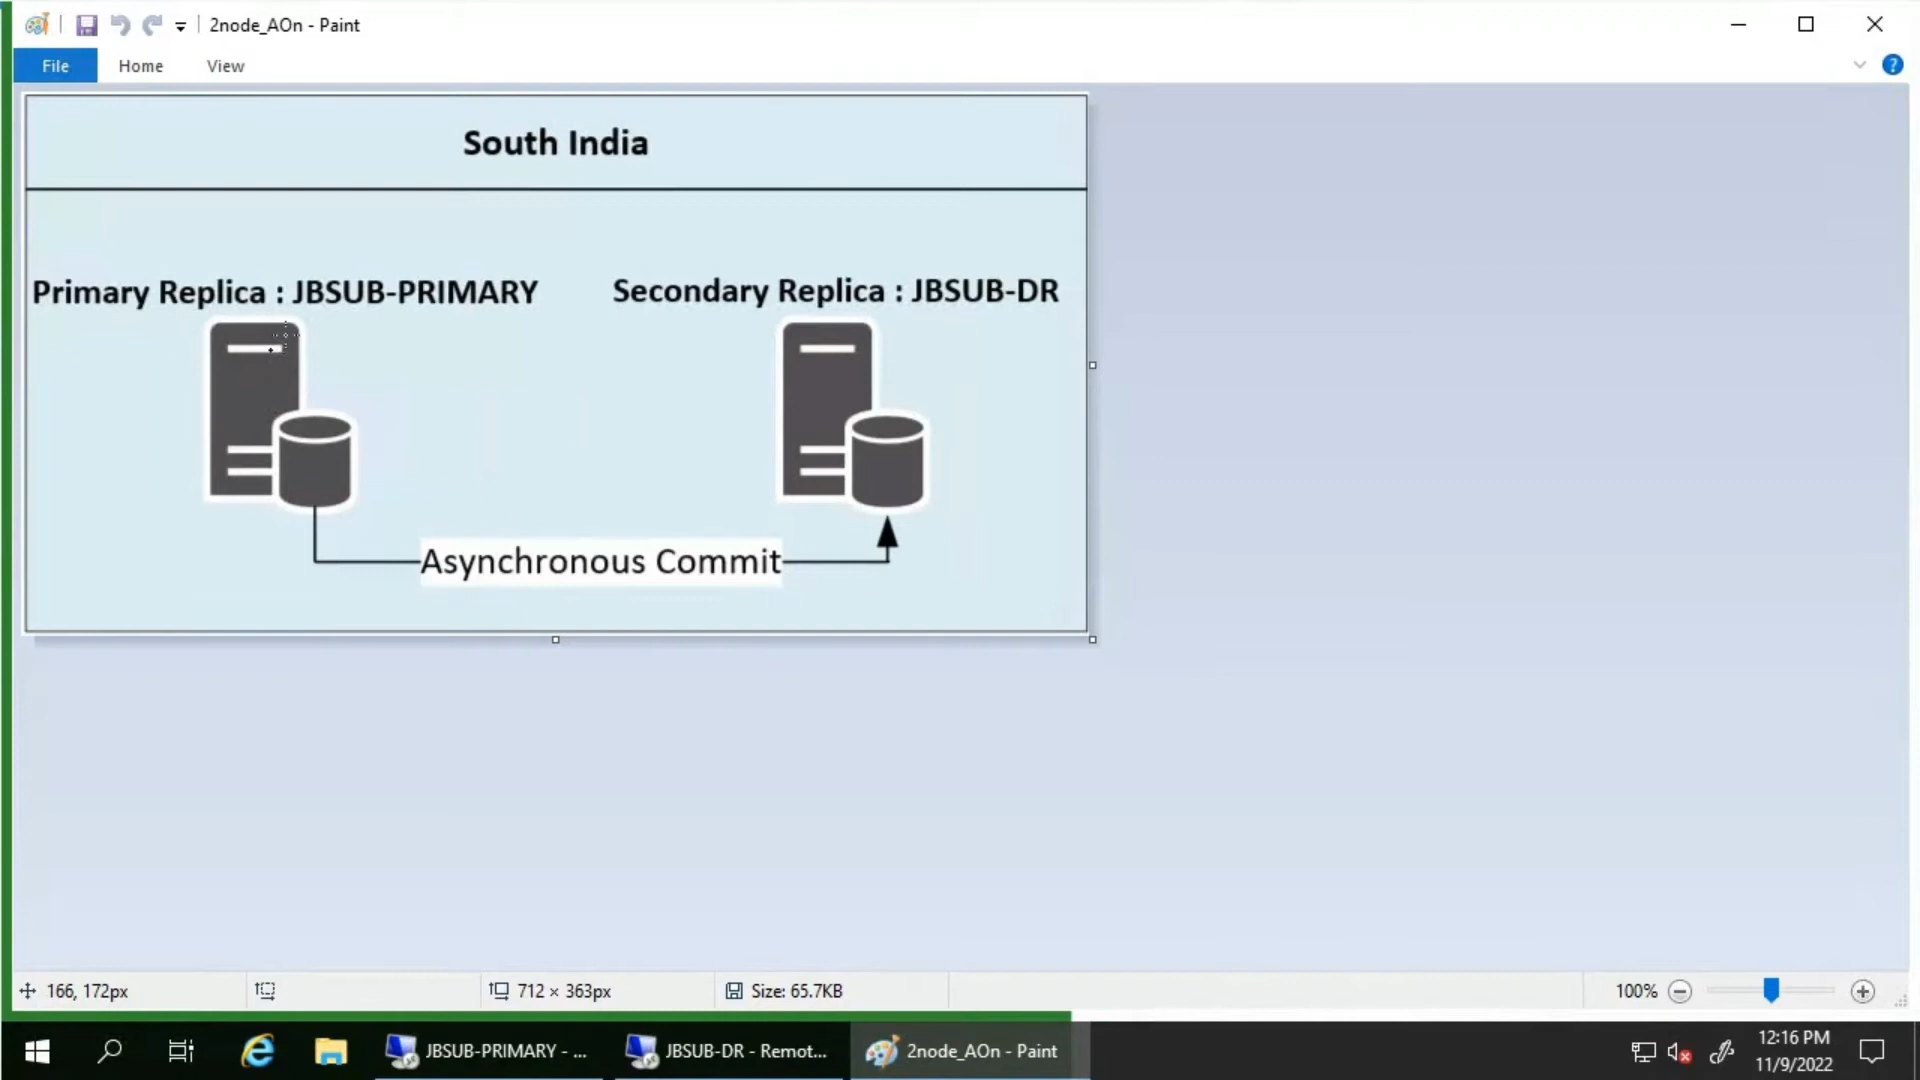 2node_AOn - Paint
File
Home
View
South India
Primary Replica : JBSUB-PRIMARY
Secondary Replica : JBSUB-DR
Asynchronous Commit
166, 172px
712 × 363px
Size: 65.7KB
100%
JBSUB-PRIMARY - ...
JBSUB-DR - Remot...
2node_AOn - Paint
12:16 PM
11/9/2022